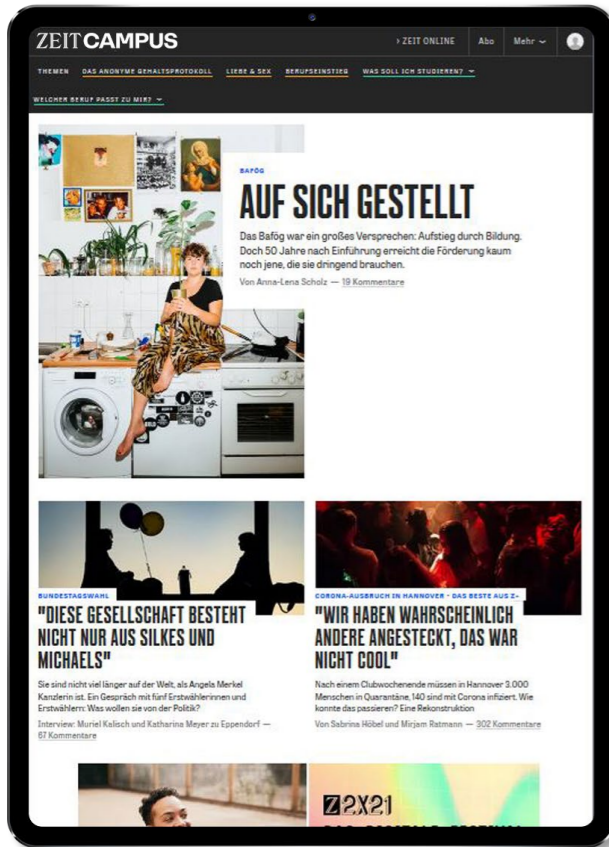 ZEIT CAMPUS
› ZEIT ONLINE
Abo
Mehr
THEMEN
DAS ANONYME GEHALTSPROTOKOLL
LIEBE & SEX
BERUFSEINSTIEG
WAS SOLL ICH STUDIEREN?
WELCHER BERUF PASST ZU MIR?
BAFÖG
AUF SICH GESTELLT
Das Bafög war ein großes Versprechen: Aufstieg durch Bildung.
Doch 50 Jahre nach Einführung erreicht die Förderung kaum
noch jene, die sie dringend brauchen.
Von Anna-Lena Scholz — 19 Kommentare
BUNDESTAGSWAHL
"DIESE GESELLSCHAFT BESTEHT
NICHT NUR AUS SILKES UND
MICHAELS"
Sie sind nicht viel länger auf der Welt, als Angela Merkel
Kanzlerin ist. Ein Gespräch mit fünf Erstwählerinnen und
Erstwählern: Was wollen sie von der Politik?
Interview: Muriel Kalisch und Katharina Meyer zu Eppendorf —
67 Kommentare
CORONA-AUSBRUCH IN HANNOVER - DAS BESTE AUS Z+
"WIR HABEN WAHRSCHEINLICH
ANDERE ANGESTECKT, DAS WAR
NICHT COOL"
Nach einem Clubwochenende müssen in Hannover 3.000
Menschen in Quarantäne, 140 sind mit Corona infiziert. Wie
konnte das passieren? Eine Rekonstruktion
Von Sabrina Höbel und Mirjam Ratmann — 302 Kommentare
Z2X21